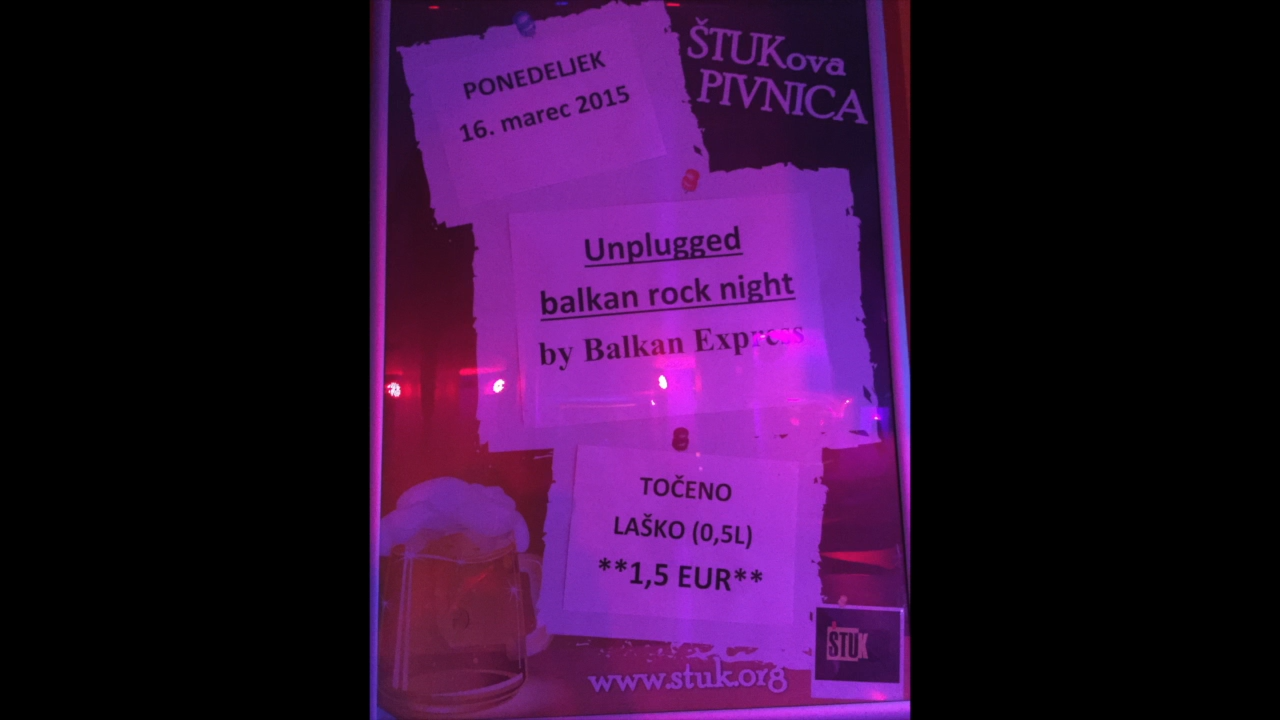 ŠTUKova
PIVNICA
PONEDELJEK
16. marec 2015
Unplugged
balkan rock night
by Balkan Express
TOČENO
LAŠKO (0,5L)
**1,5 EUR**
ŠTUK
www.stuk.org